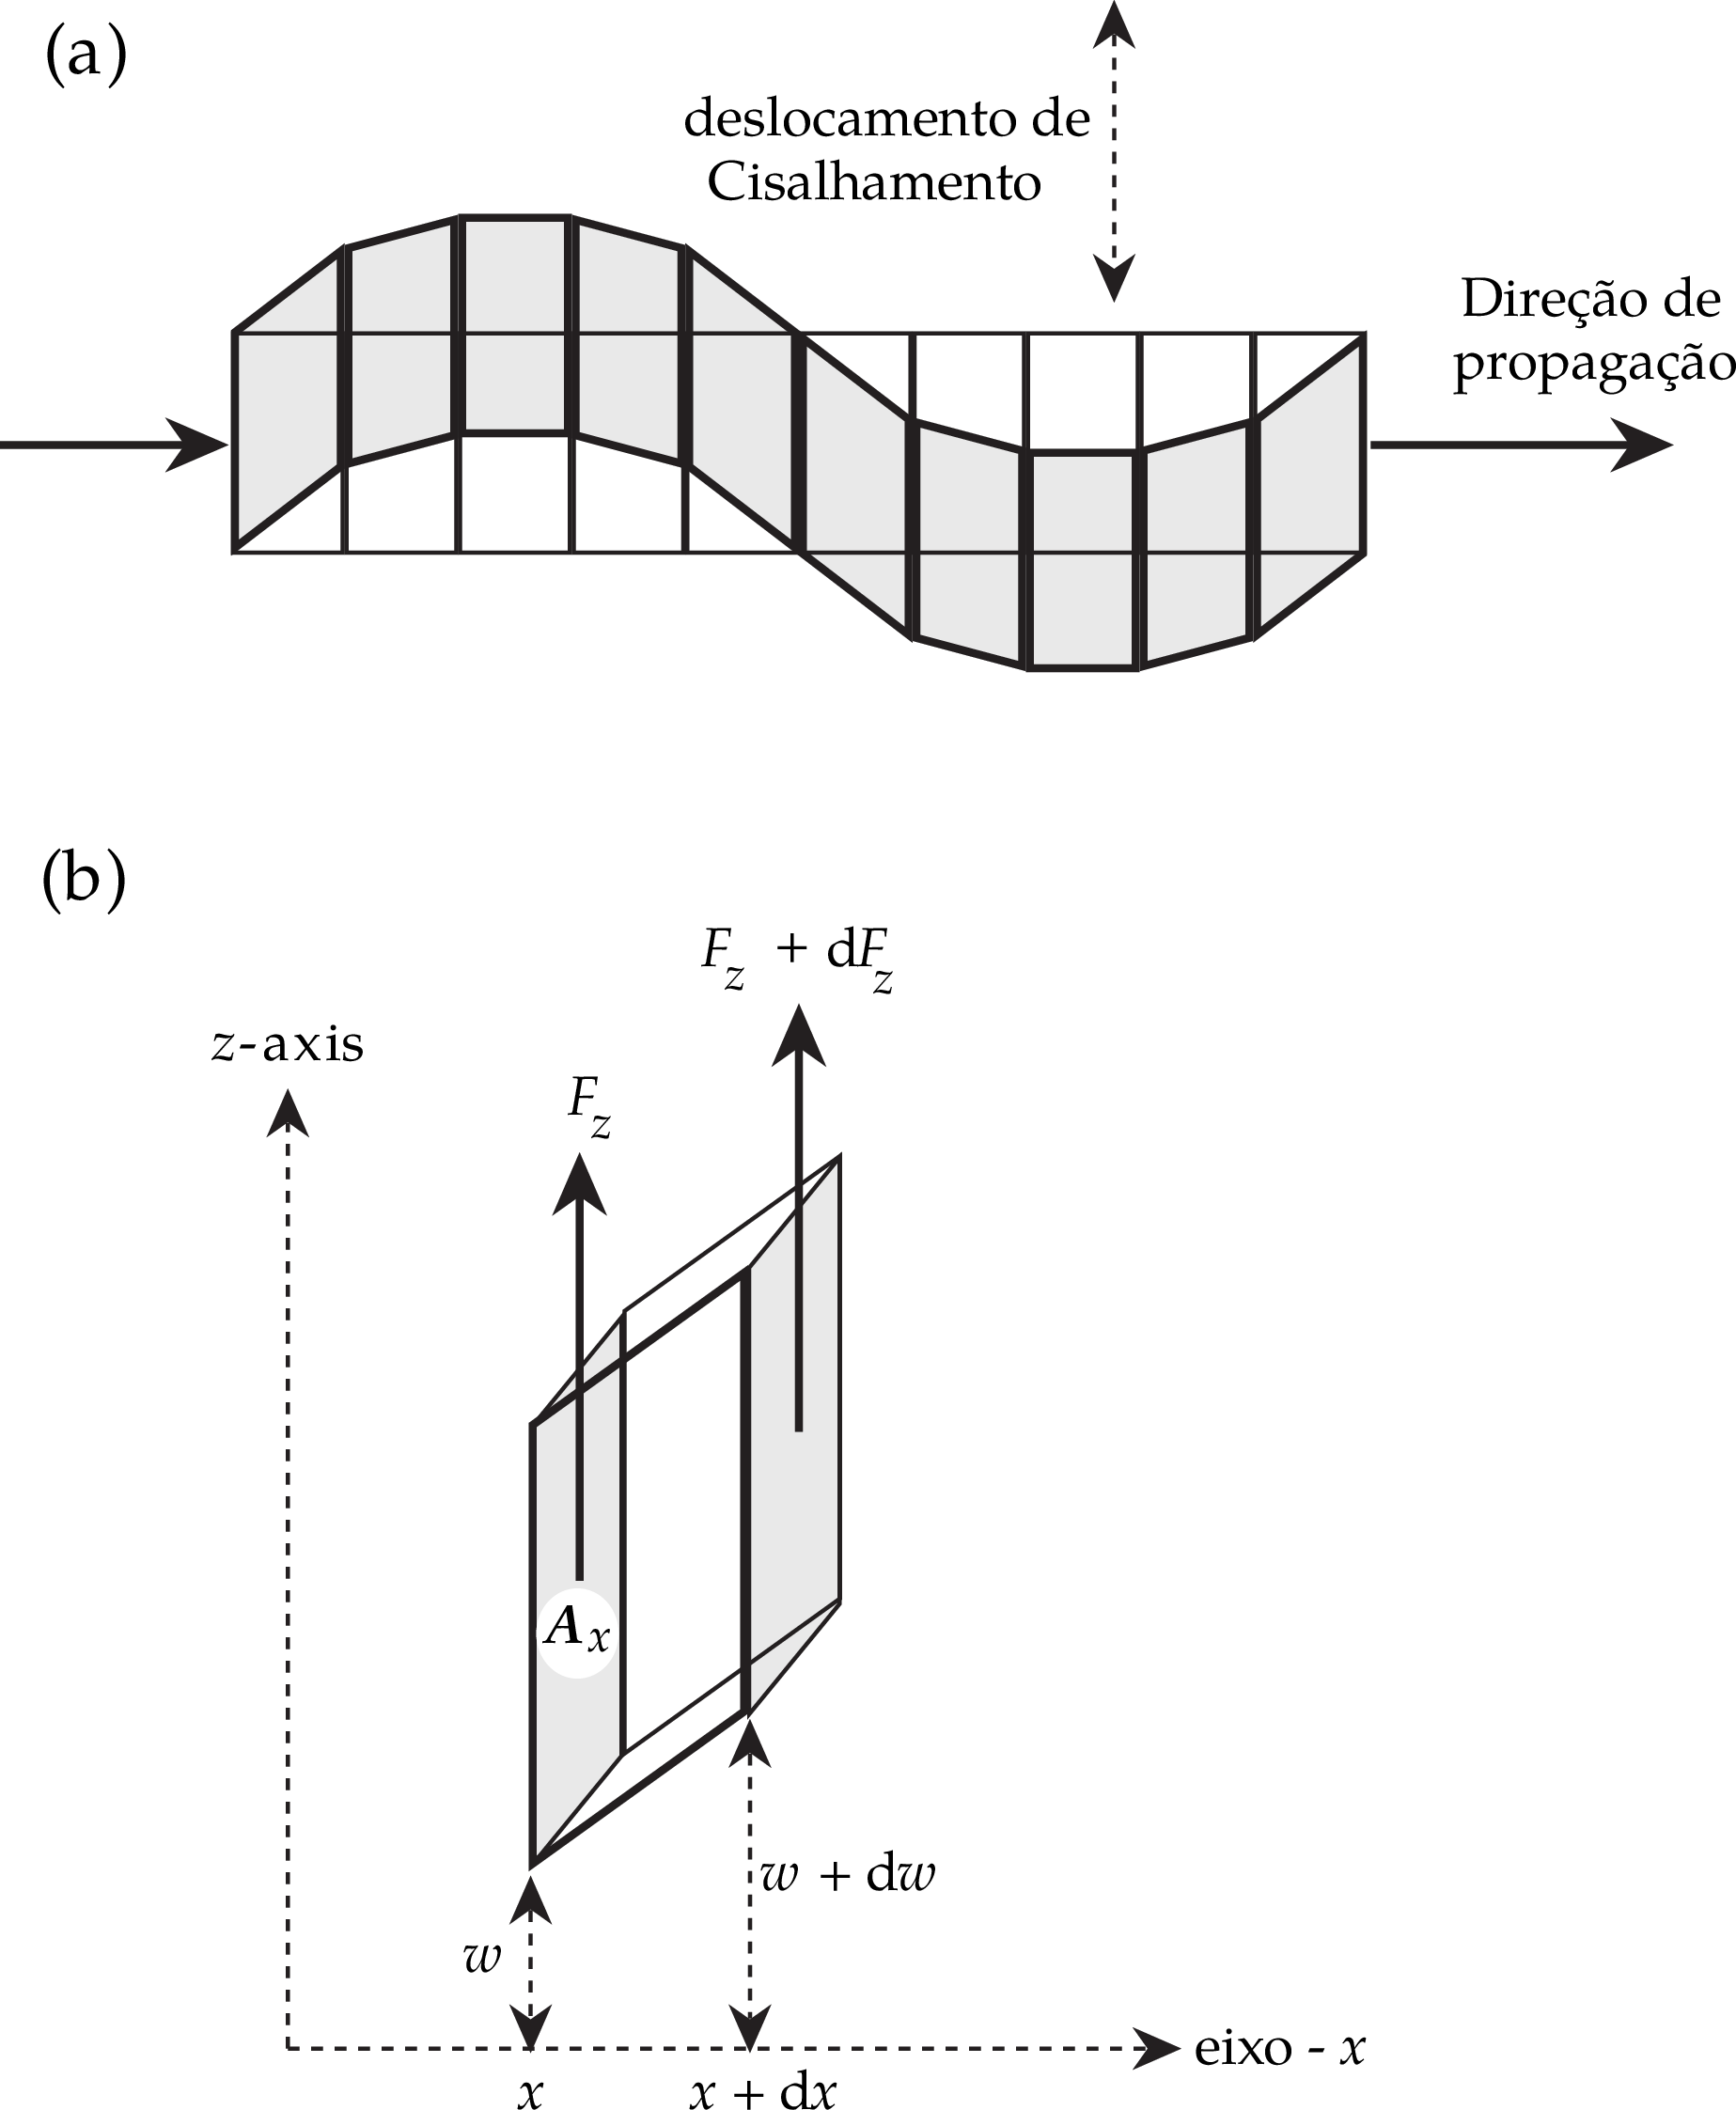 (a)
deslocamento de
Cisalhamento
Direção de
propagação
(b)
F_z + dF_z
z-axis
F_z
A_x
w + dw
w
eixo - x
x
x + dx